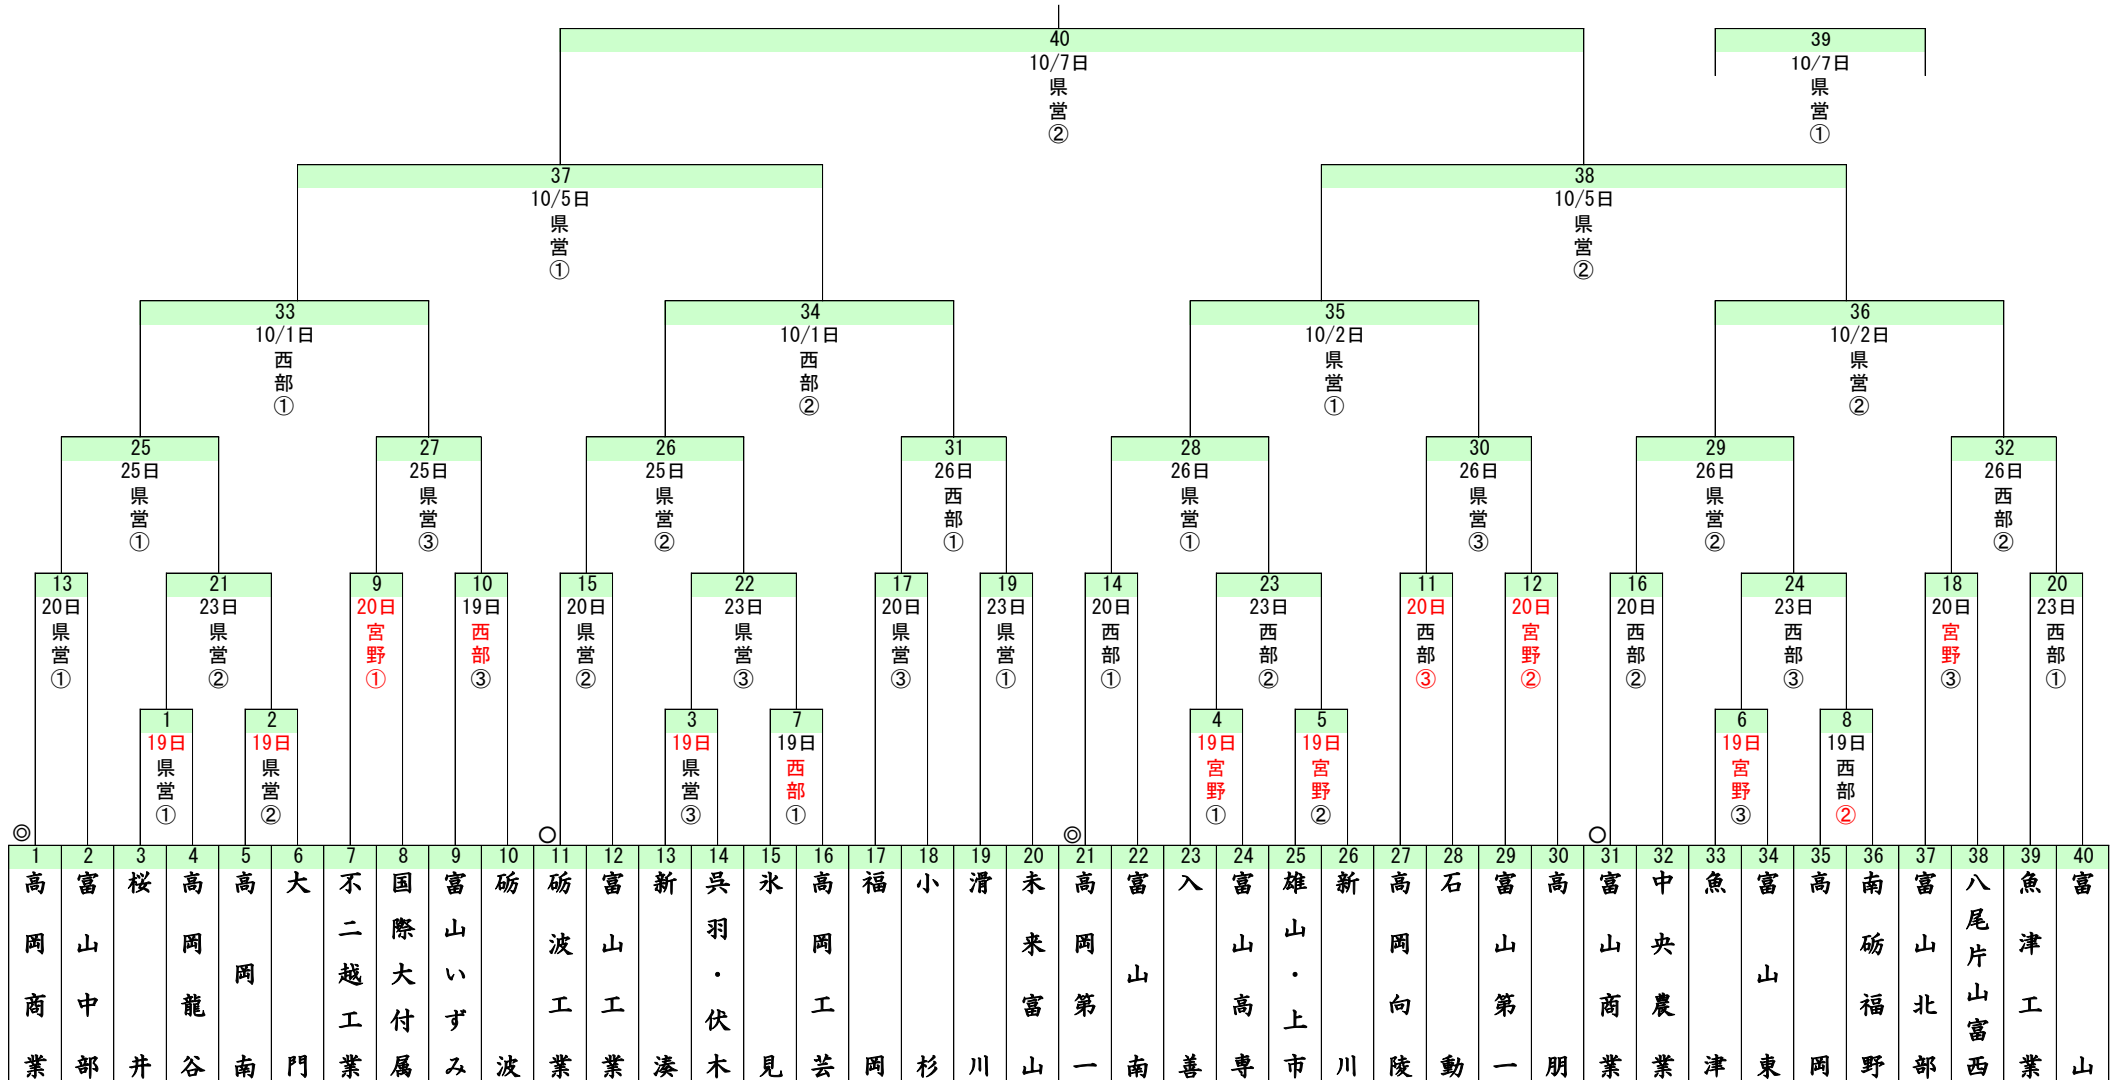 40 39
10/7日 10/7日
県営② 県営①
37 38
10/5日 10/5日
県営① 県営②
33 34 35 36
10/1日 10/1日 10/2日 10/2日
西部① 西部② 県営① 県営②
25 27 26 31 28 30 29 32
25日 25日 25日 26日 26日 26日 26日 26日
県営① 県営③ 県営② 西部① 県営① 県営③ 県営② 西部②
13 21 9 10 15 22 17 19 14 23 11 12 16 24 18 20
20日 23日 20日 19日 20日 23日 20日 23日 20日 23日 20日 20日 20日 23日 20日 23日
県営① 県営② 宮野① 西部③ 県営② 県営③ 県営③ 県営① 西部① 西部② 西部③ 宮野② 西部② 西部③ 宮野③ 西部①
1 2 3 7 4 5 6 8
19日 19日 19日 19日 19日 19日 19日 19日
県営① 県営② 県営③ 西部① 宮野① 宮野② 宮野③ 西部②
◎ ○ ◎ ○
1 2 3 4 5 6 7 8 9 10 11 12 13 14 15 16 17 18 19 20 21 22 23 24 25 26 27 28 29 30 31 32 33 34 35 36 37 38 39 40
高岡商業
富山中部
桜井
高岡龍谷
高岡南
大門
不二越工業
国際大付属
富山いずみ
砺波
砺波工業
富山工業
新湊
呉羽・伏木
氷見
高岡工芸
福岡
小杉
滑川
未来富山
高岡第一
富山南
入善
富山高専
雄山・上市
新川
高岡向陵
石動
富山第一
高朋
富山商業
中央農業
魚津
富山東
高岡
南砺福野
富山北部
八尾片山富西
魚津工業
富山